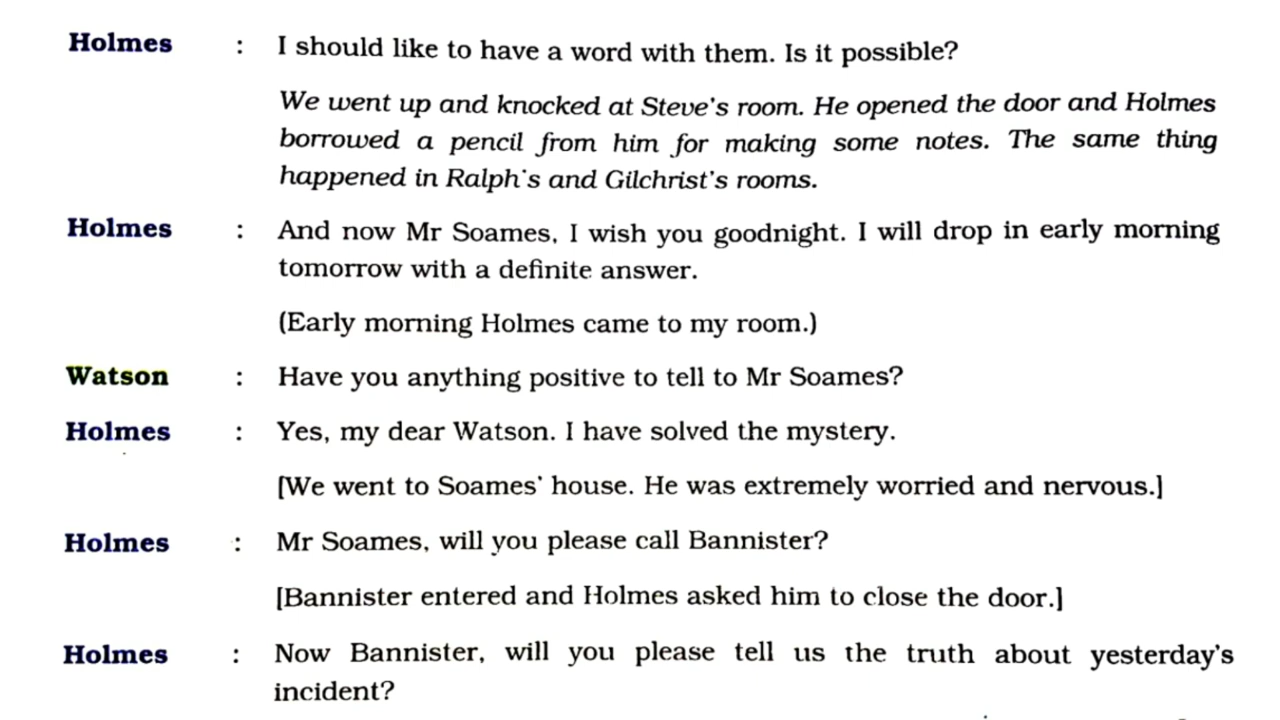 Holmes : I should like to have a word with them. Is it possible?
We went up and knocked at Steve's room. He opened the door and Holmes
borrowed a pencil from him for making some notes. The same thing
happened in Ralph's and Gilchrist's rooms.
Holmes : And now Mr Soames, I wish you goodnight. I will drop in early morning
tomorrow with a definite answer.
(Early morning Holmes came to my room.)
Watson : Have you anything positive to tell to Mr Soames?
Holmes : Yes, my dear Watson. I have solved the mystery.
[We went to Soames' house. He was extremely worried and nervous.]
Holmes : Mr Soames, will you please call Bannister?
[Bannister entered and Holmes asked him to close the door.]
Holmes : Now Bannister, will you please tell us the truth about yesterday's
incident?